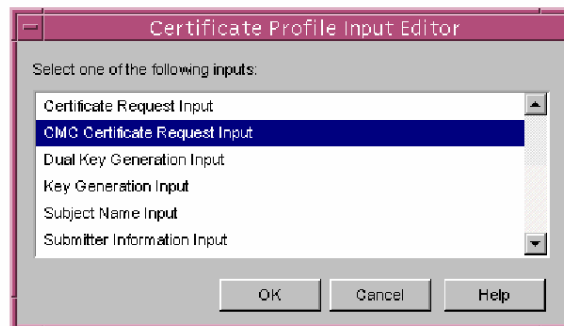 Certificate Profile Input Editor
Select one of the following inputs:
Certificate Request Input
CMC Certificate Request Input
Dual Key Generation Input
Key Generation Input
Subject Name Input
Submitter Information Input
OK Cancel Help